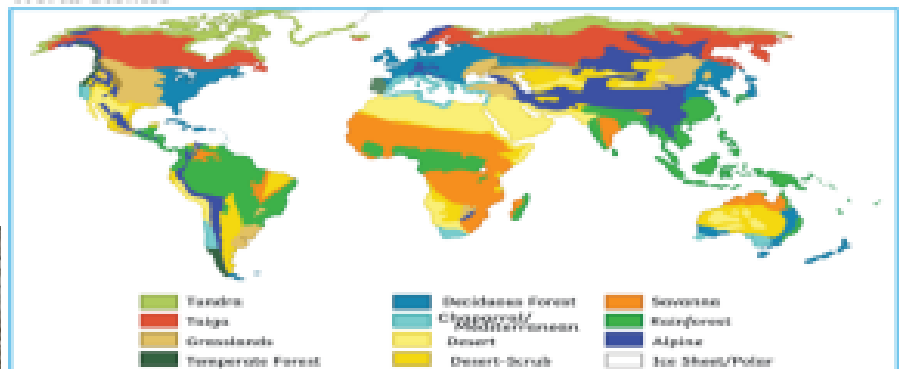 Tundra
Taiga
Grasslands
Temperate Forest
Deciduous Forest
Chaparral/
Mediterranean
Desert
Desert-Scrub
Savanna
Rainforest
Alpine
Ice Sheet/Polar